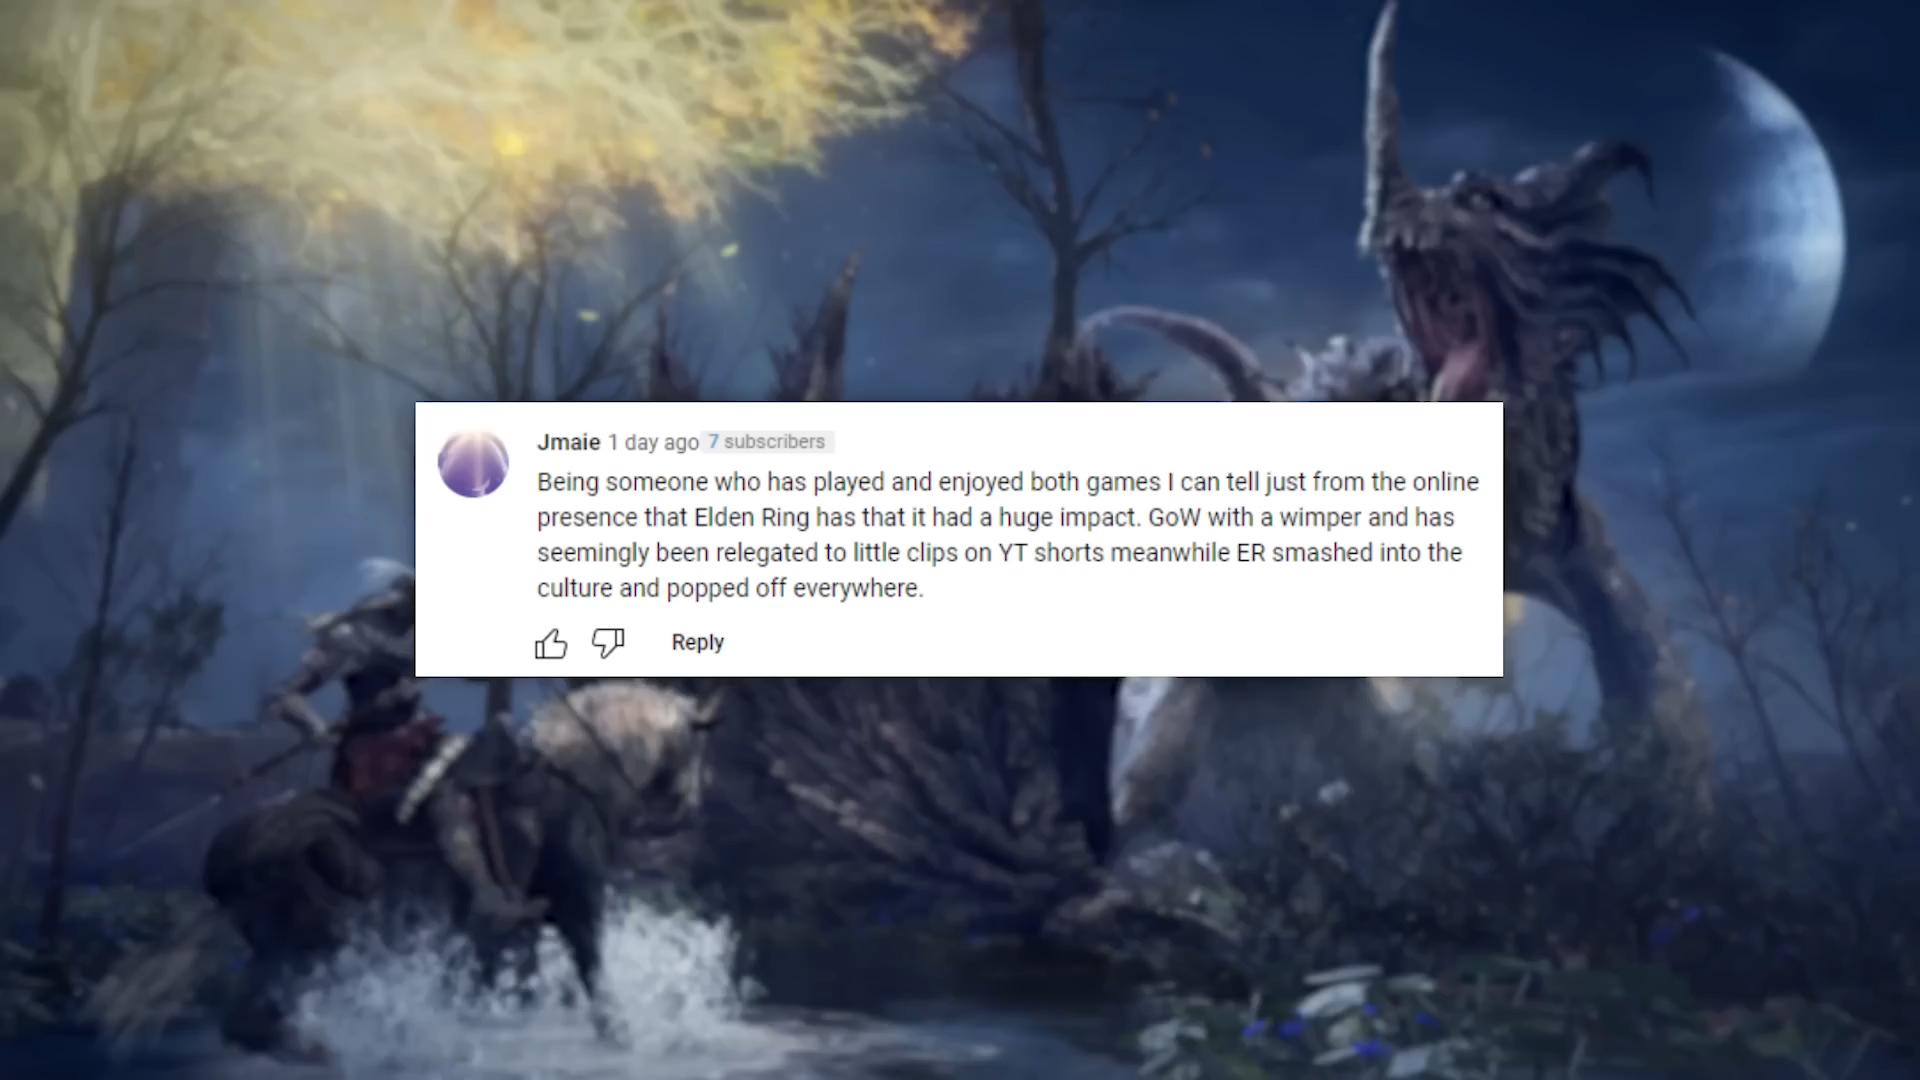 Jmaie 1 day ago 7 subscribers
Being someone who has played and enjoyed both games I can tell just from the online
presence that Elden Ring has that it had a huge impact. GoW with a wimper and has
seemingly been relegated to little clips on YT shorts meanwhile ER smashed into the
culture and popped off everywhere.
Reply